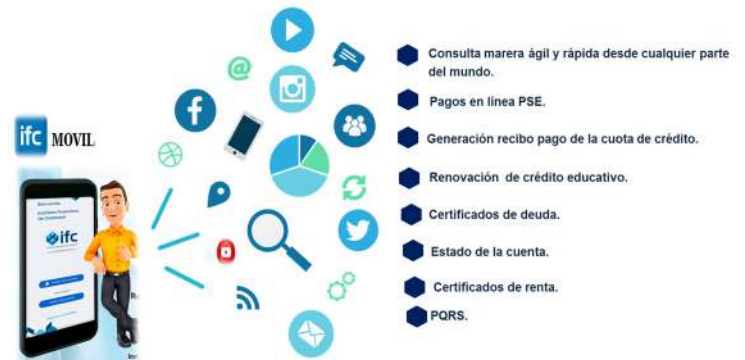 Consulta marera ágil y rápida desde cualquier parte
del mundo.
Pagos en línea PSE.
Generación recibo pago de la cuota de crédito.
Renovación de crédito educativo.
Certificados de deuda.
Estado de la cuenta.
Certificados de renta.
PQRS.
ifc MOVIL
ifc